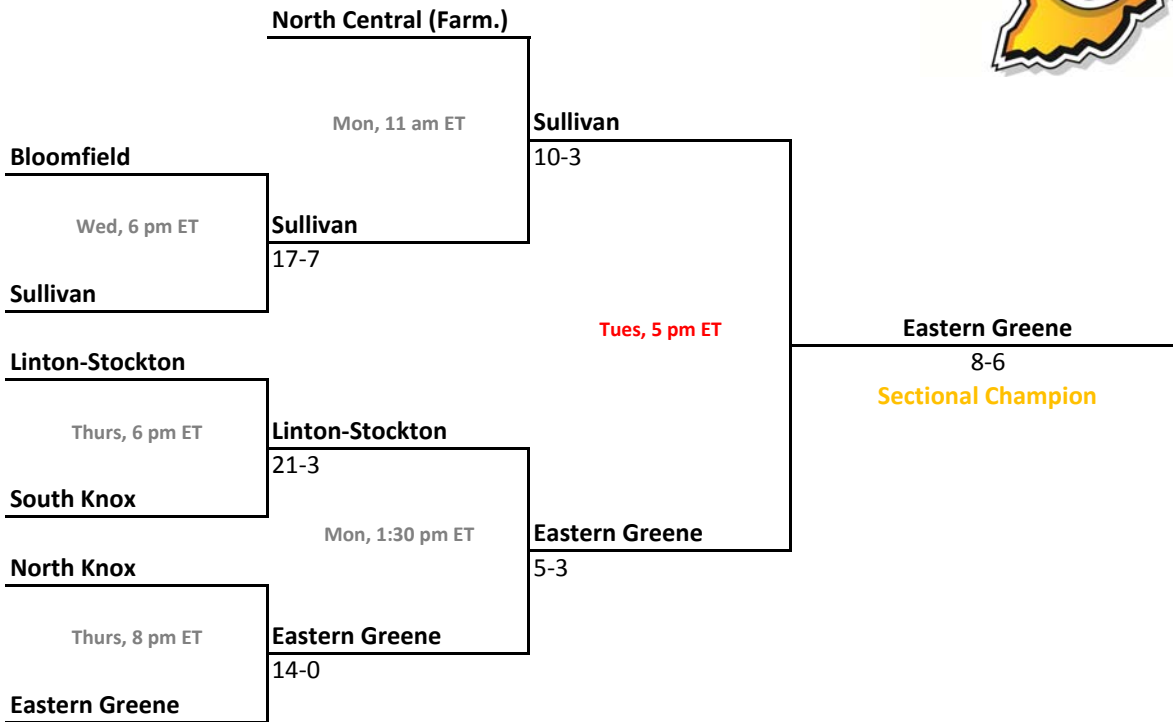 North Central (Farm.)
Mon, 11 am ET
Sullivan
10-3
Bloomfield
Wed, 6 pm ET
Sullivan
17-7
Sullivan
Tues, 5 pm ET
Eastern Greene
8-6
Sectional Champion
Linton-Stockton
Thurs, 6 pm ET
Linton-Stockton
21-3
South Knox
Mon, 1:30 pm ET
Eastern Greene
5-3
North Knox
Thurs, 8 pm ET
Eastern Greene
14-0
Eastern Greene